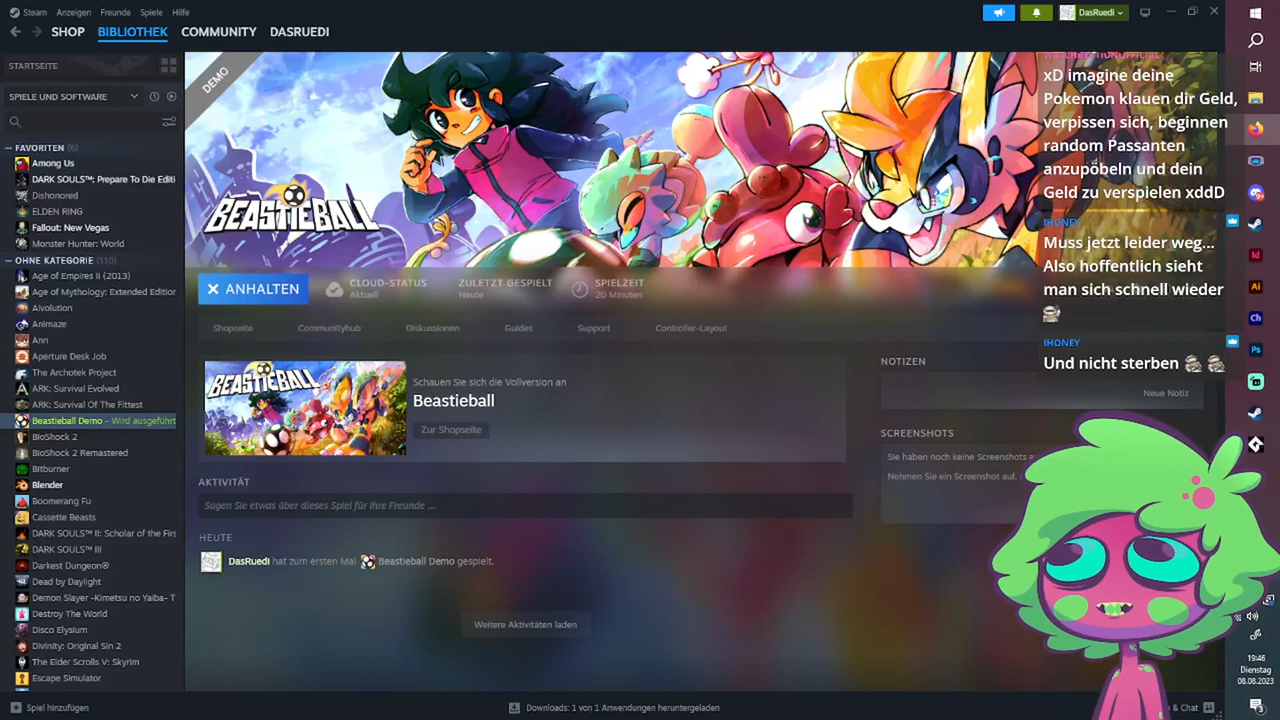 Steam Anzeigen Freunde Spiele Hilfe
DasRuedi
SHOP BIBLIOTHEK COMMUNITY DASRUEDI
STARTSEITE
SPIELE UND SOFTWARE
FAVORITEN (6)
Among Us
DARK SOULS™: Prepare To Die Editi
Dishonored
ELDEN RING
Fallout: New Vegas
Monster Hunter: World
OHNE KATEGORIE (110)
Age of Empires II (2013)
Age of Mythology: Extended Edition
Aivolution
Animaze
Ann
Aperture Desk Job
The Archotek Project
ARK: Survival Evolved
ARK: Survival Of The Fittest
Beastieball Demo – Wird ausgeführt
BioShock 2
BioShock 2 Remastered
Bitburner
Blender
Boomerang Fu
Cassette Beasts
DARK SOULS™ II: Scholar of the Firs
DARK SOULS™ III
Darkest Dungeon®
Dead by Daylight
Demon Slayer -Kimetsu no Yaiba- T
Destroy The World
Disco Elysium
Divinity: Original Sin 2
The Elder Scrolls V: Skyrim
Escape Simulator
Spiel hinzufügen
DEMO
BEASTIEBALL
ANHALTEN
CLOUD-STATUS
Aktuell
ZULETZT GESPIELT
Heute
SPIELZEIT
20 Minuten
Shopseite Communityhub Diskussionen Guides Support Controller-Layout
BEASTIEBALL
Schauen Sie sich die Vollversion an
Beastieball
Zur Shopseite
AKTIVITÄT
Sagen Sie etwas über dieses Spiel für Ihre Freunde ...
HEUTE
DasRuedi hat zum ersten Mal Beastieball Demo gespielt.
Weitere Aktivitäten laden
Downloads: 1 von 1 Anwendungen heruntergeladen
NOTIZEN
Neue Notiz
SCREENSHOTS
Sie haben noch keine Screenshots
Nehmen Sie ein Screenshot auf,
xD imagine deine
Pokemon klauen dir Geld,
verpissen sich, beginnen
random Passanten
anzupöbeln und dein
Geld zu verspielen xddD
IHONEY
Muss jetzt leider weg...
Also hoffentlich sieht
man sich schnell wieder
IHONEY
Und nicht sterben
& Chat
Id
Ai
Ch
Ps
19:46
Dienstag
08.08.2023
3